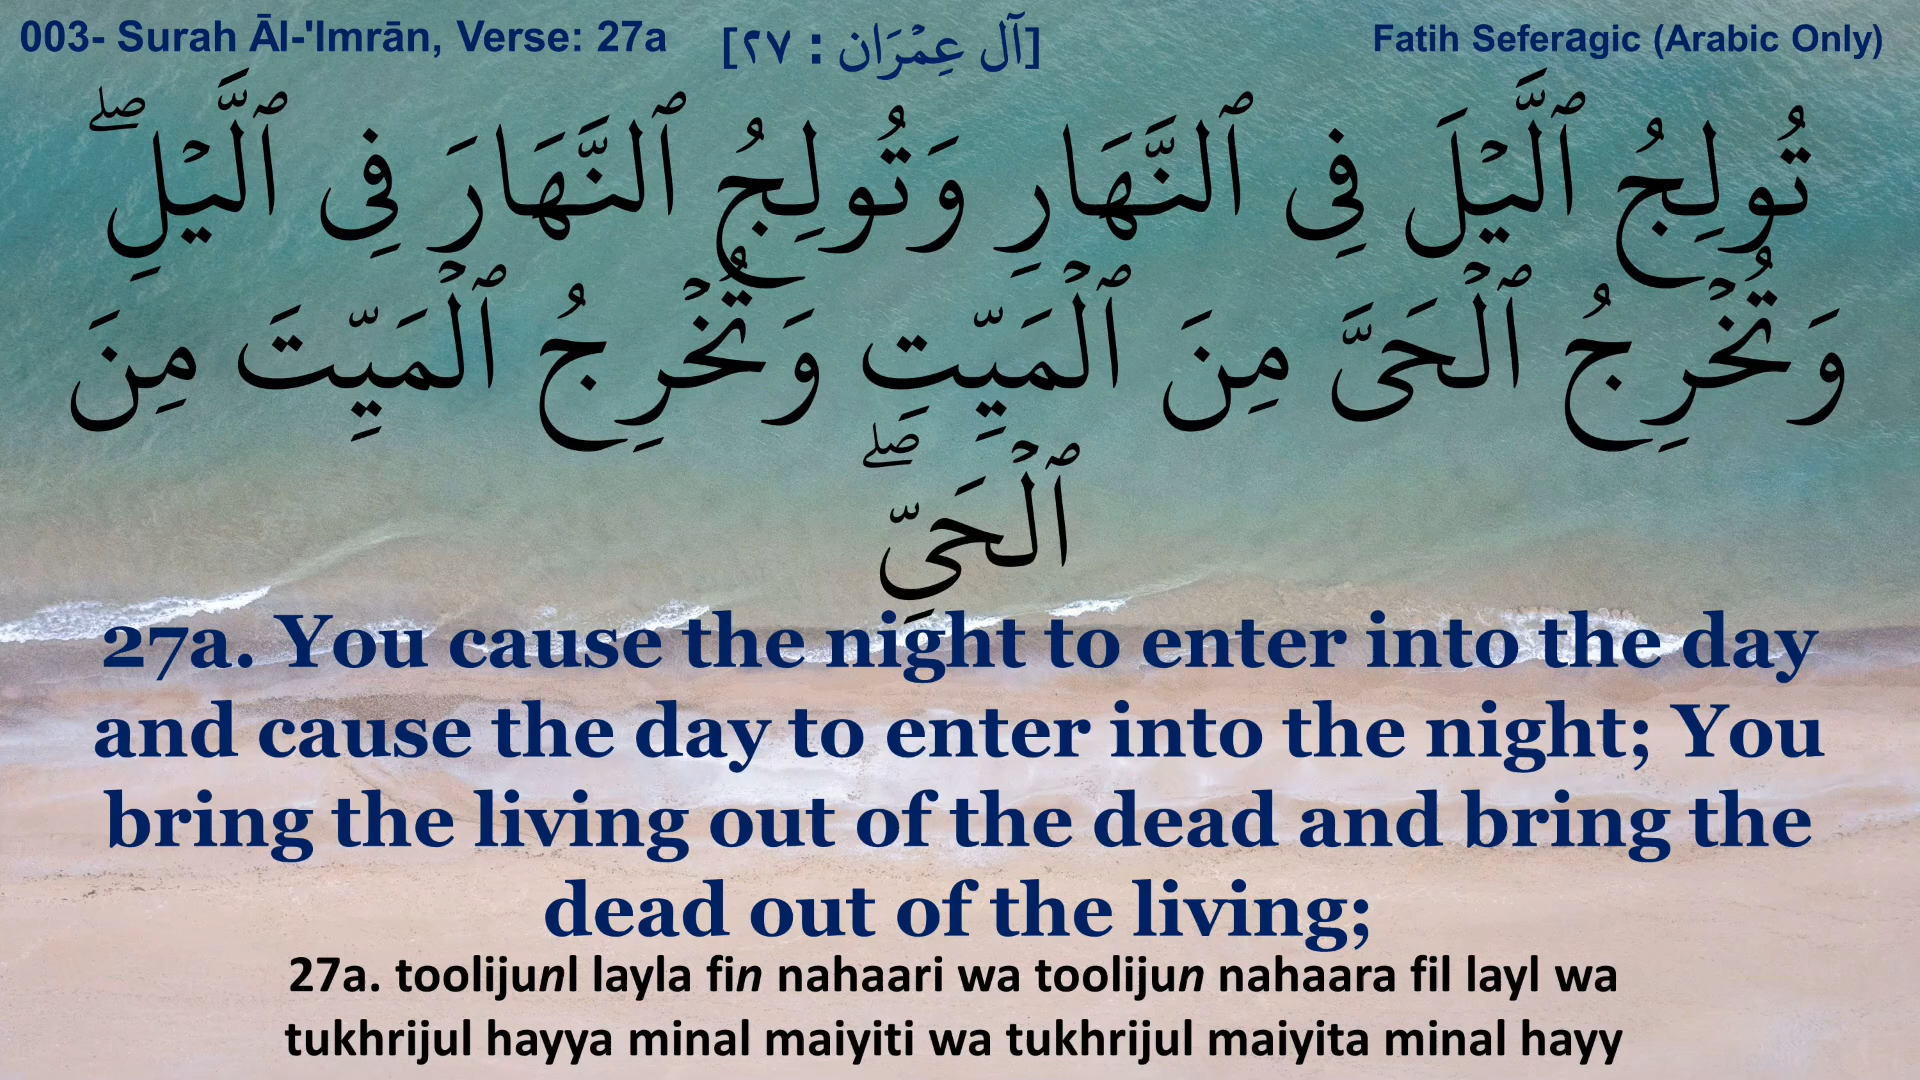 003- Surah Āl-'Imrān, Verse: 27a
[آل عِمۡرَان : ٢٧]
Fatih Seferagic (Arabic Only)
تُولِجُ ٱلَّيۡلَ فِى ٱلنَّهَارِ وَتُولِجُ ٱلنَّهَارَ فِى ٱلَّيۡلِۖ
وَتُخۡرِجُ ٱلۡحَىَّ مِنَ ٱلۡمَيِّتِ وَتُخۡرِجُ ٱلۡمَيِّتَ مِنَ
ٱلۡحَىِّۖ
27a. You cause the night to enter into the day
and cause the day to enter into the night; You
bring the living out of the dead and bring the
dead out of the living;
27a. toolijunl layla fin nahaari wa toolijun nahaara fil layl wa
tukhrijul hayya minal maiyiti wa tukhrijul maiyita minal hayy